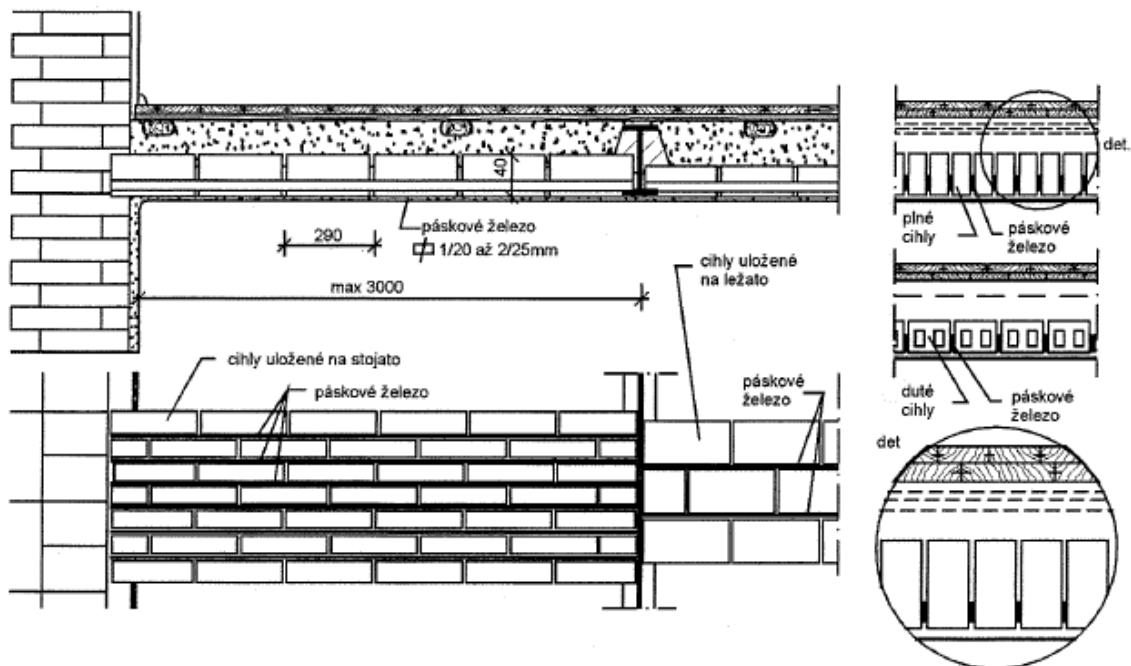 40
páskové železo
1/20 až 2/25mm
290
max 3000
cihly uložené
na ležato
det.
plné
cihly
páskové
železo
cihly uložené na stojato
páskové železo
páskové
železo
duté
cihly
páskové
železo
det